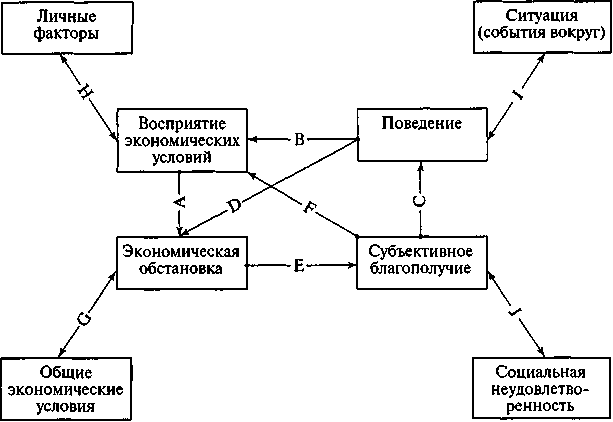 Личные
факторы
Ситуация
(события вокруг)
H
I
Восприятие
экономических
условий
B
Поведение
A
D
F
C
Экономическая
обстановка
E
Субъективное
благополучие
G
J
Общие
экономические
условия
Социальная
неудовлетво-
ренность